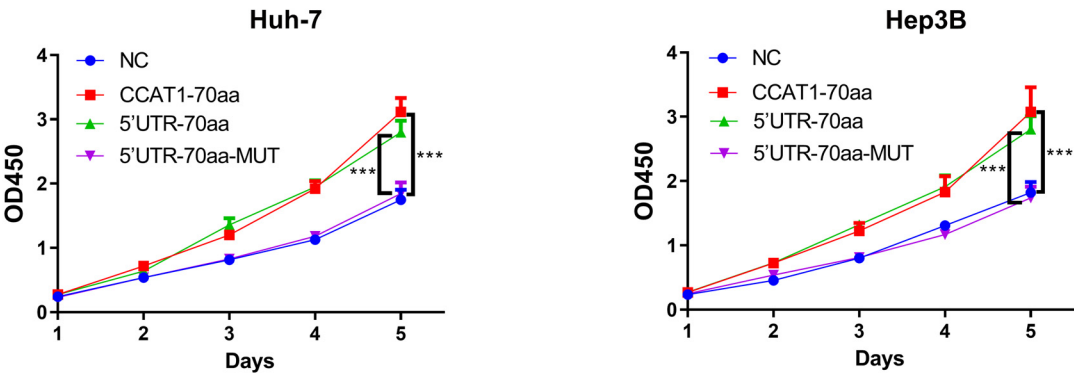 Huh-7
4
3
2
1
0
OD450
NC
CCAT1-70aa
5'UTR-70aa
5'UTR-70aa-MUT
***
***
1 2 3 4 5
Days
Hep3B
4
3
2
1
0
OD450
NC
CCAT1-70aa
5'UTR-70aa
5'UTR-70aa-MUT
***
***
1 2 3 4 5
Days